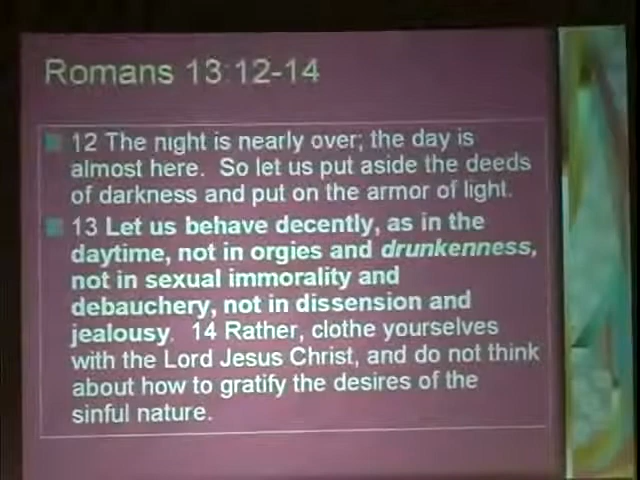 Romans 13:12-14
12 The night is nearly over; the day is
almost here. So let us put aside the deeds
of darkness and put on the armor of light.
13 Let us behave decently, as in the
daytime, not in orgies and drunkenness,
not in sexual immorality and
debauchery, not in dissension and
jealousy. 14 Rather, clothe yourselves
with the Lord Jesus Christ, and do not think
about how to gratify the desires of the
sinful nature.